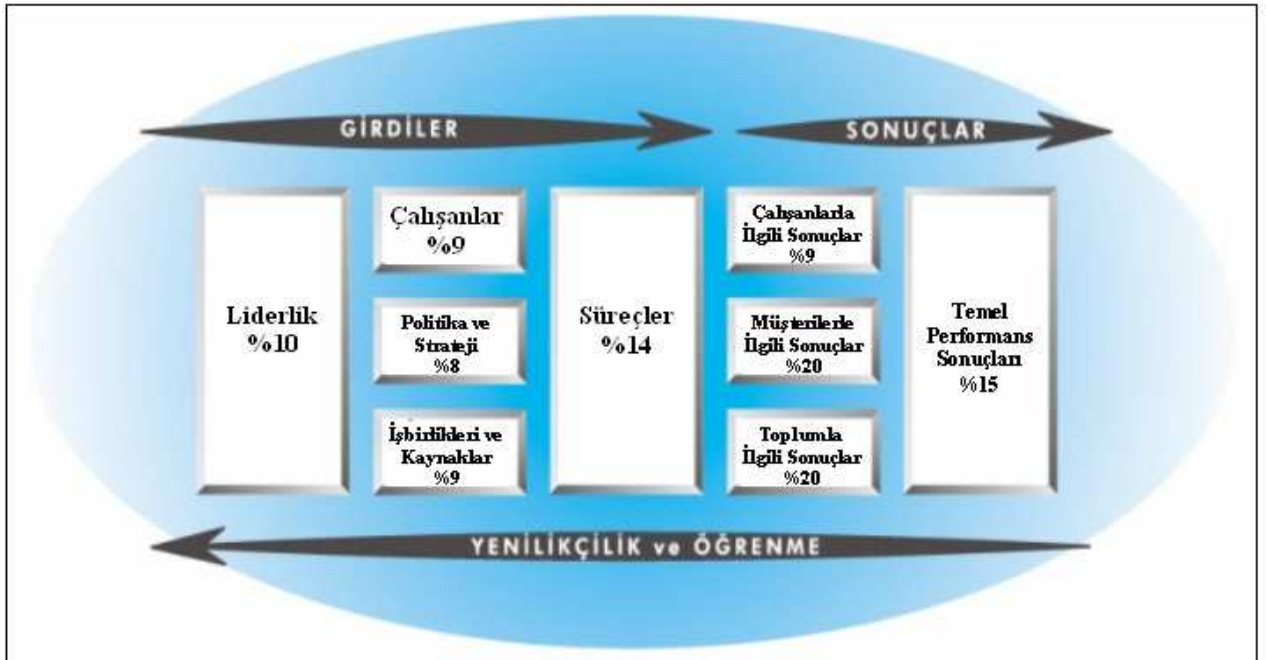 GİRDİLER
SONUÇLAR
Liderlik
%10
Çalışanlar
%9
Politika ve
Strateji
%8
İşbirlikleri ve
Kaynaklar
%9
Süreçler
%14
Çalışanlarla
İlgili Sonuçlar
%9
Müşterilerle
İlgili Sonuçlar
%20
Toplumla
İlgili Sonuçlar
%20
Temel
Performans
Sonuçları
%15
YENİLİKÇİLİK ve ÖĞRENME